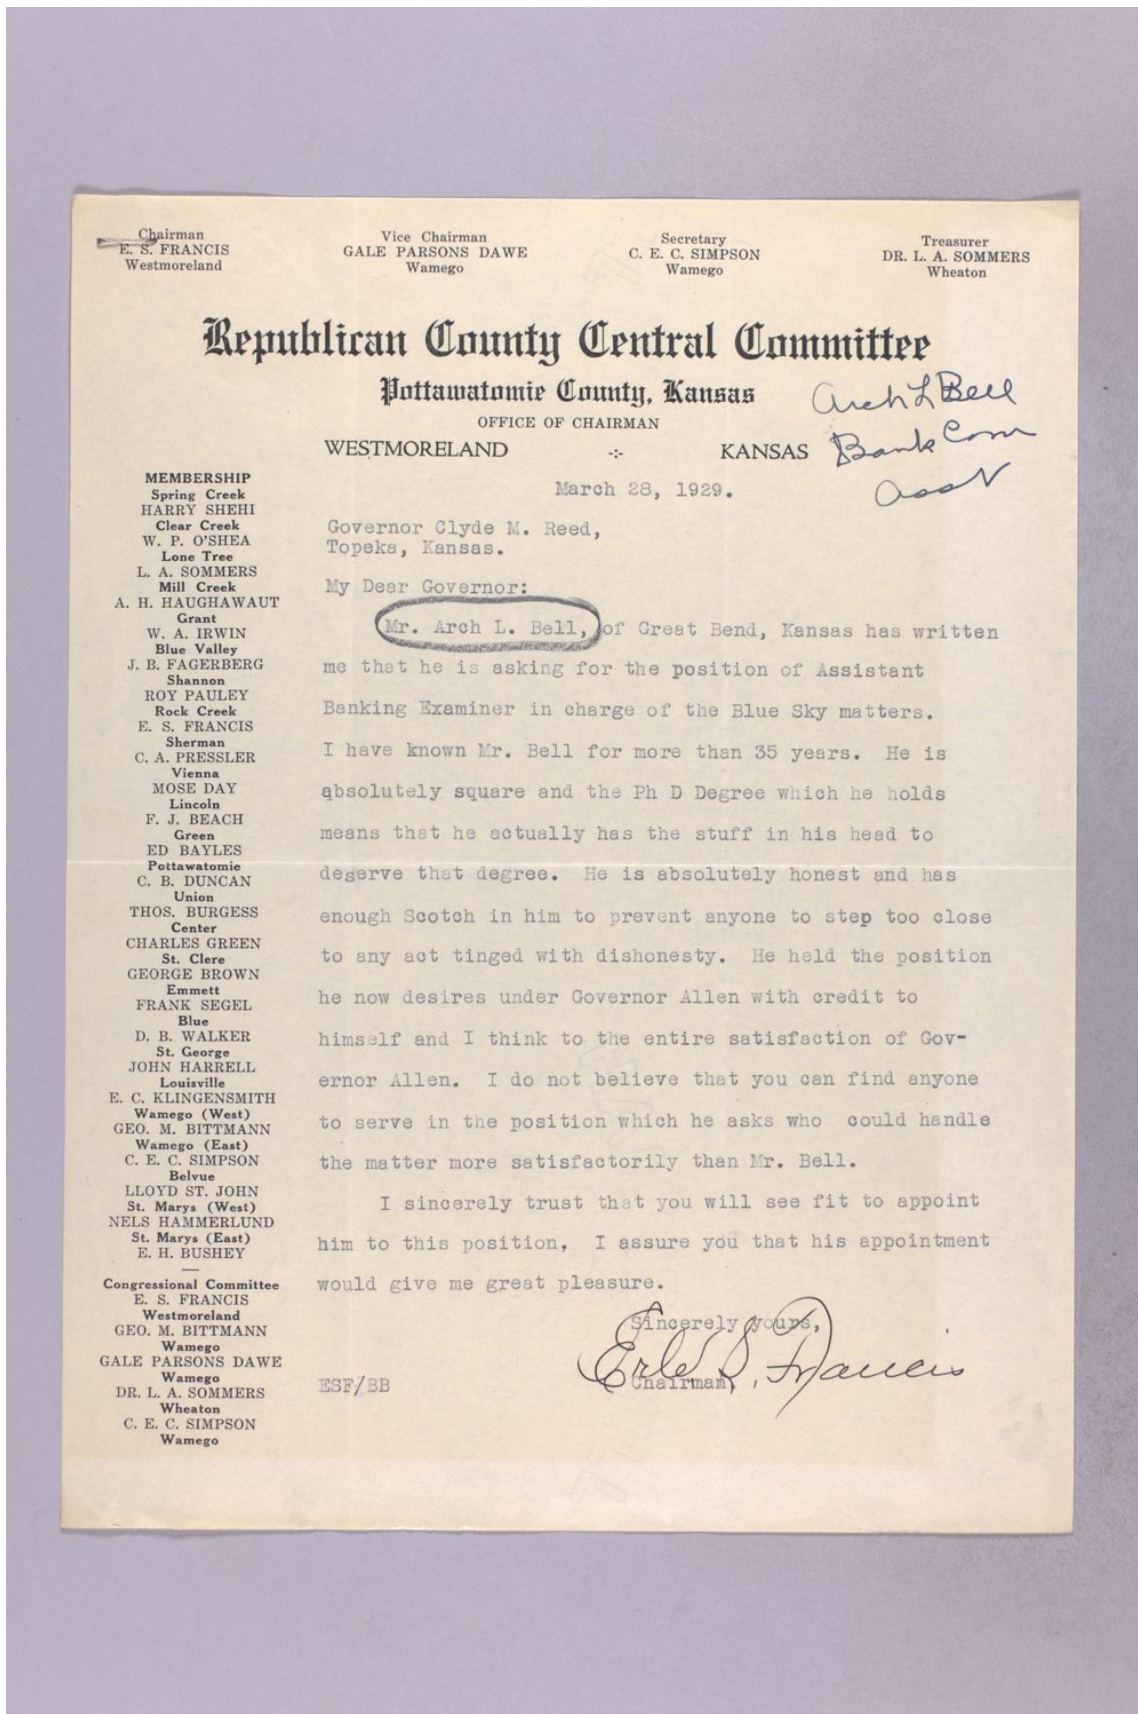 Chairman
E. S. FRANCIS
Westmoreland
Vice Chairman
GALE PARSONS DAWE
Wamego
Secretary
C. E. C. SIMPSON
Wamego
Treasurer
DR. L. A. SOMMERS
Wheaton
Republican County Central Committee
Pottawatomie County, Kansas
OFFICE OF CHAIRMAN
WESTMORELAND -:- KANSAS
Arch L Bell
Bank Com
Asst
MEMBERSHIP
Spring Creek
HARRY SHEHI
Clear Creek
W. P. O'SHEA
Lone Tree
L. A. SOMMERS
Mill Creek
A. H. HAUGHAWAUT
Grant
W. A. IRWIN
Blue Valley
J. B. FAGERBERG
Shannon
ROY PAULEY
Rock Creek
E. S. FRANCIS
Sherman
C. A. PRESSLER
Vienna
MOSE DAY
Lincoln
F. J. BEACH
Green
ED BAYLES
Pottawatomie
C. B. DUNCAN
Union
THOS. BURGESS
Center
CHARLES GREEN
St. Clere
GEORGE BROWN
Emmett
FRANK SEGEL
Blue
D. B. WALKER
St. George
JOHN HARRELL
Louisville
E. C. KLINGENSMITH
Wamego (West)
GEO. M. BITTMANN
Wamego (East)
C. E. C. SIMPSON
Belvue
LLOYD ST. JOHN
St. Marys (West)
NELS HAMMERLUND
St. Marys (East)
E. H. BUSHEY
Congressional Committee
E. S. FRANCIS
Westmoreland
GEO. M. BITTMANN
Wamego
GALE PARSONS DAWE
Wamego
DR. L. A. SOMMERS
Wheaton
C. E. C. SIMPSON
Wamego
March 28, 1929.
Governor Clyde M. Reed,
Topeka, Kansas.
My Dear Governor:
Mr. Arch L. Bell, of Great Bend, Kansas has written
me that he is asking for the position of Assistant
Banking Examiner in charge of the Blue Sky matters.
I have known Mr. Bell for more than 35 years. He is
absolutely square and the Ph D Degree which he holds
means that he actually has the stuff in his head to
deserve that degree. He is absolutely honest and has
enough Scotch in him to prevent anyone to step too close
to any act tinged with dishonesty. He held the position
he now desires under Governor Allen with credit to
himself and I think to the entire satisfaction of Gov-
ernor Allen. I do not believe that you can find anyone
to serve in the position which he asks who could handle
the matter more satisfactorily than Mr. Bell.
I sincerely trust that you will see fit to appoint
him to this position, I assure you that his appointment
would give me great pleasure.
Sincerely yours,
Erle S. Francis
Chairman,
ESF/BB